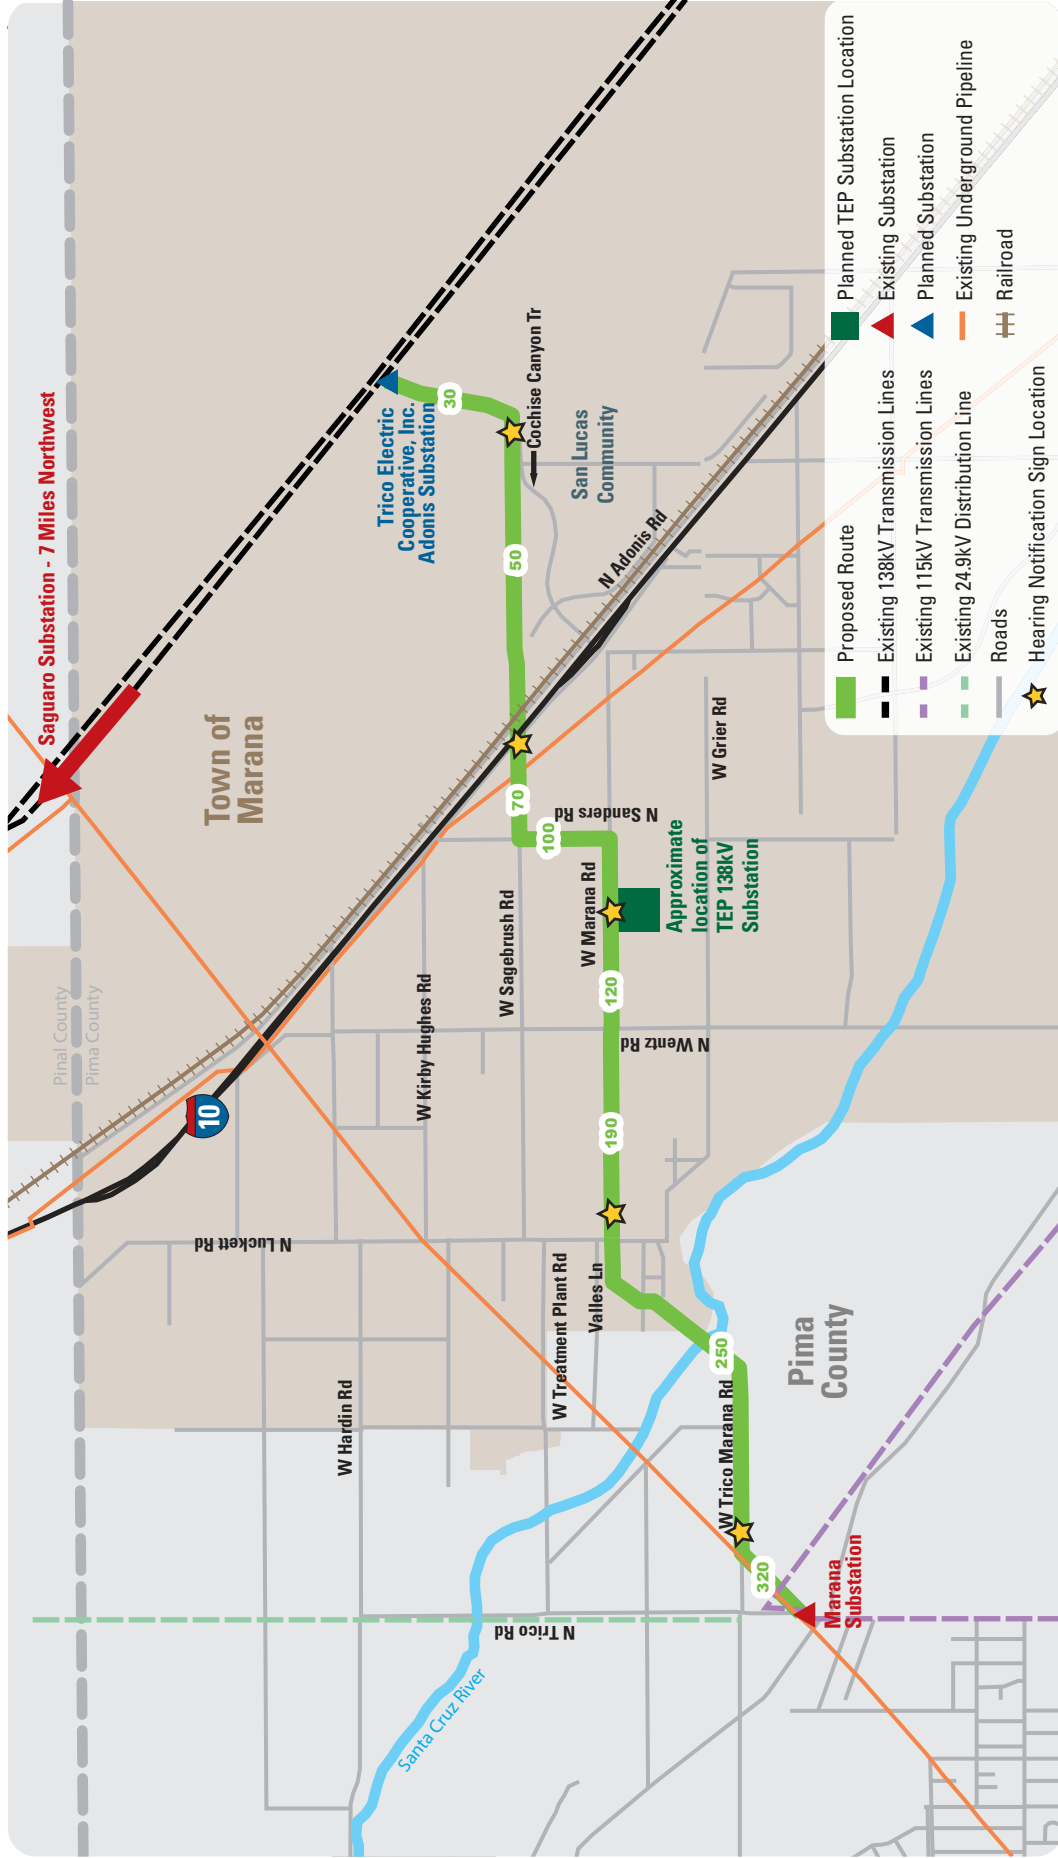 Saguaro Substation - 7 Miles Northwest
Pinal County
Pima County
Town of
Marana
10
Trico Electric
Cooperative, Inc.
Adonis Substation
30
Cochise Canyon Tr
San Lucas
Community
50
N Adonis Rd
70
100
N Sanders Rd
W Grier Rd
W Marana Rd
Approximate
location of
TEP 138kV
Substation
W Sagebrush Rd
W Kirby Hughes Rd
120
N Wentz Rd
190
N Luckett Rd
W Treatment Plant Rd
Valles Ln
W Hardin Rd
250
W Trico Marana Rd
Pima
County
320
Marana
Substation
N Trico Rd
Santa Cruz River
Proposed Route
Existing 138kV Transmission Lines
Existing 115kV Transmission Lines
Existing 24.9kV Distribution Line
Roads
Hearing Notification Sign Location
Planned TEP Substation Location
Existing Substation
Planned Substation
Existing Underground Pipeline
Railroad